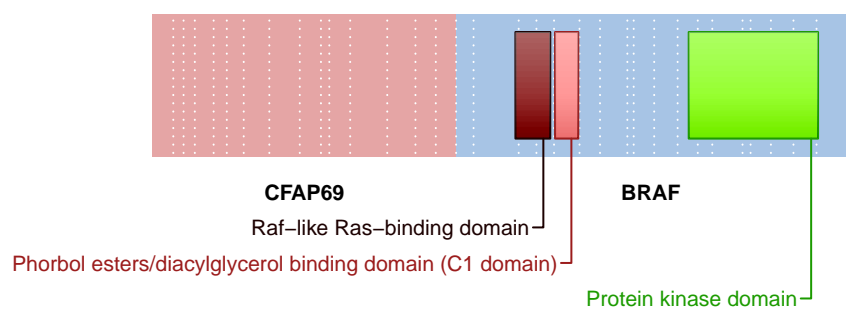 CFAP69 BRAF
Raf−like Ras−binding domain
Phorbol esters/diacylglycerol binding domain (C1 domain)
Protein kinase domain